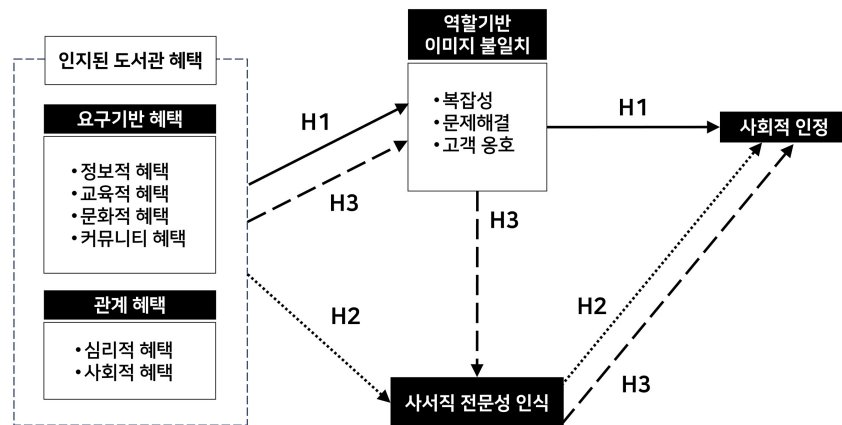 인지된 도서관 혜택
요구기반 혜택
•정보적 혜택
•교육적 혜택
•문화적 혜택
•커뮤니티 혜택
관계 혜택
•심리적 혜택
•사회적 혜택
H1
H3
H2
역할기반
이미지 불일치
•복잡성
•문제해결
•고객 옹호
H3
사서직 전문성 인식
H1
H2
H3
사회적 인정